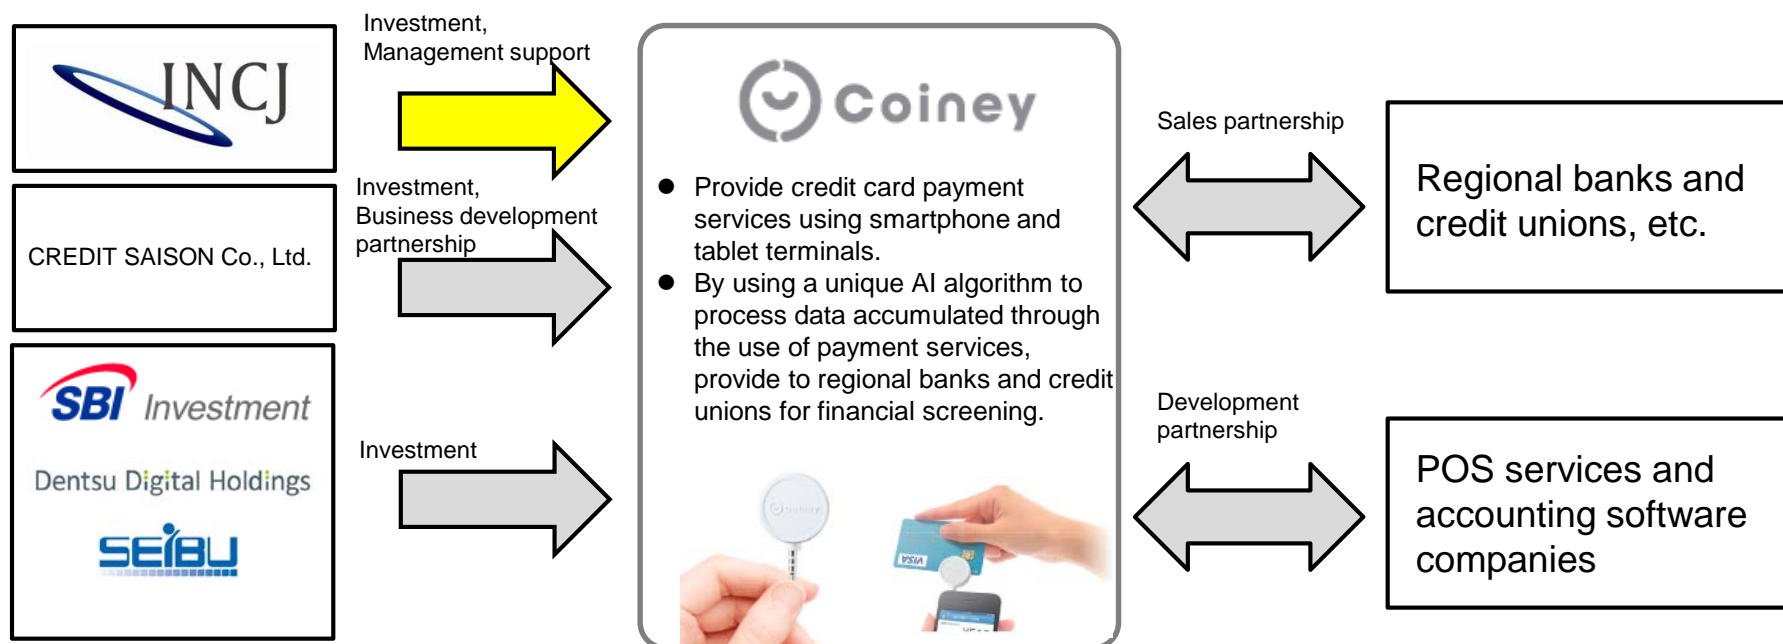 INCJ
Investment,
Management support
CREDIT SAISON Co., Ltd.
Investment,
Business development
partnership
SBI Investment
Dentsu Digital Holdings
SEIBU
Investment
Coiney
● Provide credit card payment
services using smartphone and
tablet terminals.
● By using a unique AI algorithm to
process data accumulated through
the use of payment services,
provide to regional banks and credit
unions for financial screening.
Coiney
VISA
Sales partnership
Regional banks and
credit unions, etc.
Development
partnership
POS services and
accounting software
companies